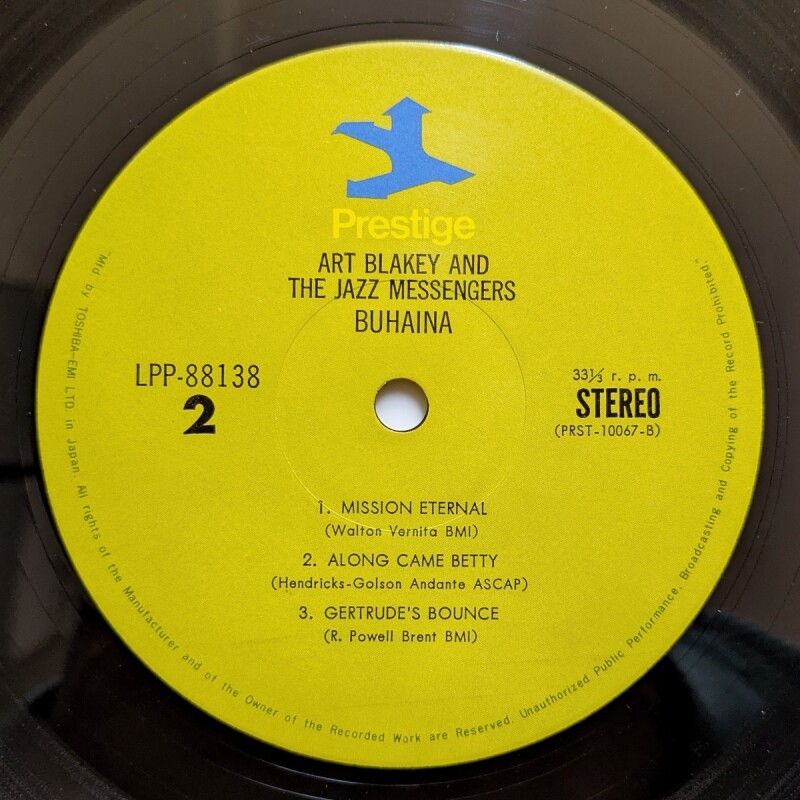 Prestige
ART BLAKEY AND
THE JAZZ MESSENGERS
BUHAINA
LPP-88138
2
33⅓ r. p. m.
STEREO
(PRST-10067-B)
1. MISSION ETERNAL
(Walton Vernita BMI)
2. ALONG CAME BETTY
(Hendricks-Golson Andante ASCAP)
3. GERTRUDE'S BOUNCE
(R. Powell Brent BMI)
"Mfd by TOSHIBA-EMI LTD in Japan. All rights of the Manufacturer and of the Owner of the Recorded Work are Reserved. Unauthorized Public Performance, Broadcasting and Copying of the Record Prohibited."